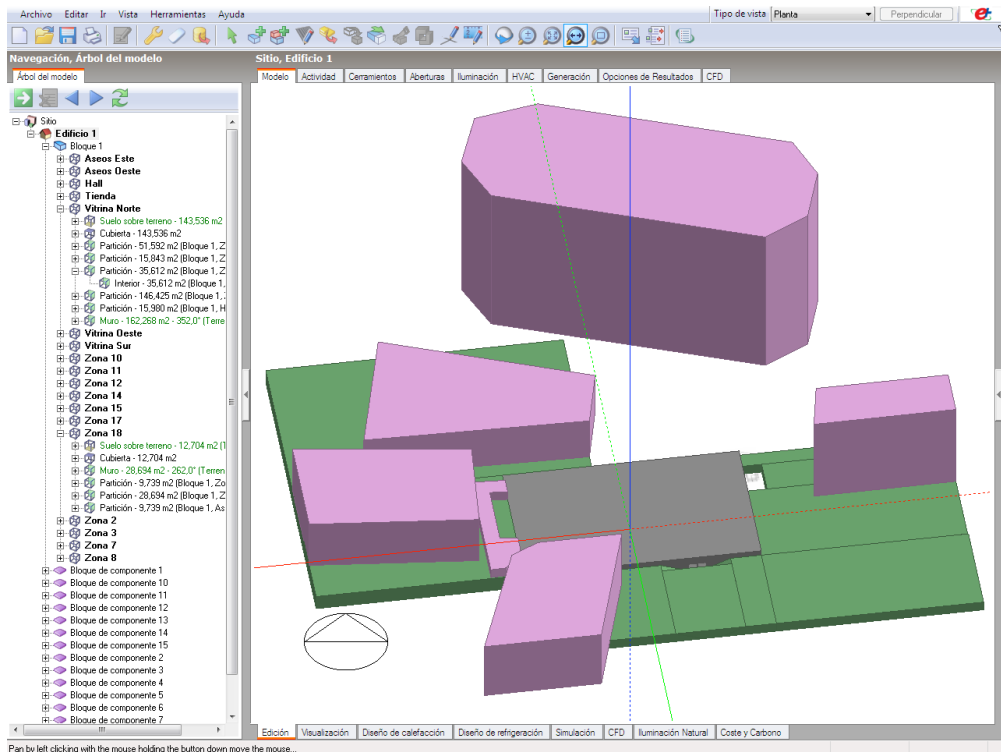 Archivo Editar Ir Vista Herramientas Ayuda
Tipo de vista Planta Perpendicular
Navegación, Árbol del modelo
Sitio, Edificio 1
Árbol del modelo
Modelo Actividad Cerramientos Aberturas Iluminación HVAC Generación Opciones de Resultados CFD
Sitio
Edificio 1
Bloque 1
Aseos Este
Aseos Oeste
Hall
Tienda
Vitrina Norte
Suelo sobre terreno - 143,536 m2
Cubierta - 143,536 m2
Partición - 51,592 m2 (Bloque 1, Z
Partición - 15,843 m2 (Bloque 1, Z
Partición - 35,612 m2 (Bloque 1, Z
Interior - 35,612 m2 (Bloque 1,
Partición - 146,425 m2 (Bloque 1,
Partición - 15,980 m2 (Bloque 1, H
Muro - 162,268 m2 - 352,0° (Terre
Vitrina Oeste
Vitrina Sur
Zona 10
Zona 11
Zona 12
Zona 14
Zona 15
Zona 17
Zona 18
Suelo sobre terreno - 12,704 m2 (T
Cubierta - 12,704 m2
Muro - 28,694 m2 - 262,0° (Terren
Partición - 9,739 m2 (Bloque 1, Zo
Partición - 28,694 m2 (Bloque 1, Z
Partición - 9,739 m2 (Bloque 1, As
Zona 2
Zona 3
Zona 7
Zona 8
Bloque de componente 1
Bloque de componente 10
Bloque de componente 11
Bloque de componente 12
Bloque de componente 13
Bloque de componente 14
Bloque de componente 15
Bloque de componente 2
Bloque de componente 3
Bloque de componente 4
Bloque de componente 5
Bloque de componente 6
Bloque de componente 7
Edición Visualización Diseño de calefacción Diseño de refrigeración Simulación CFD Iluminación Natural Coste y Carbono
Pan by left clicking with the mouse holding the button down move the mouse...